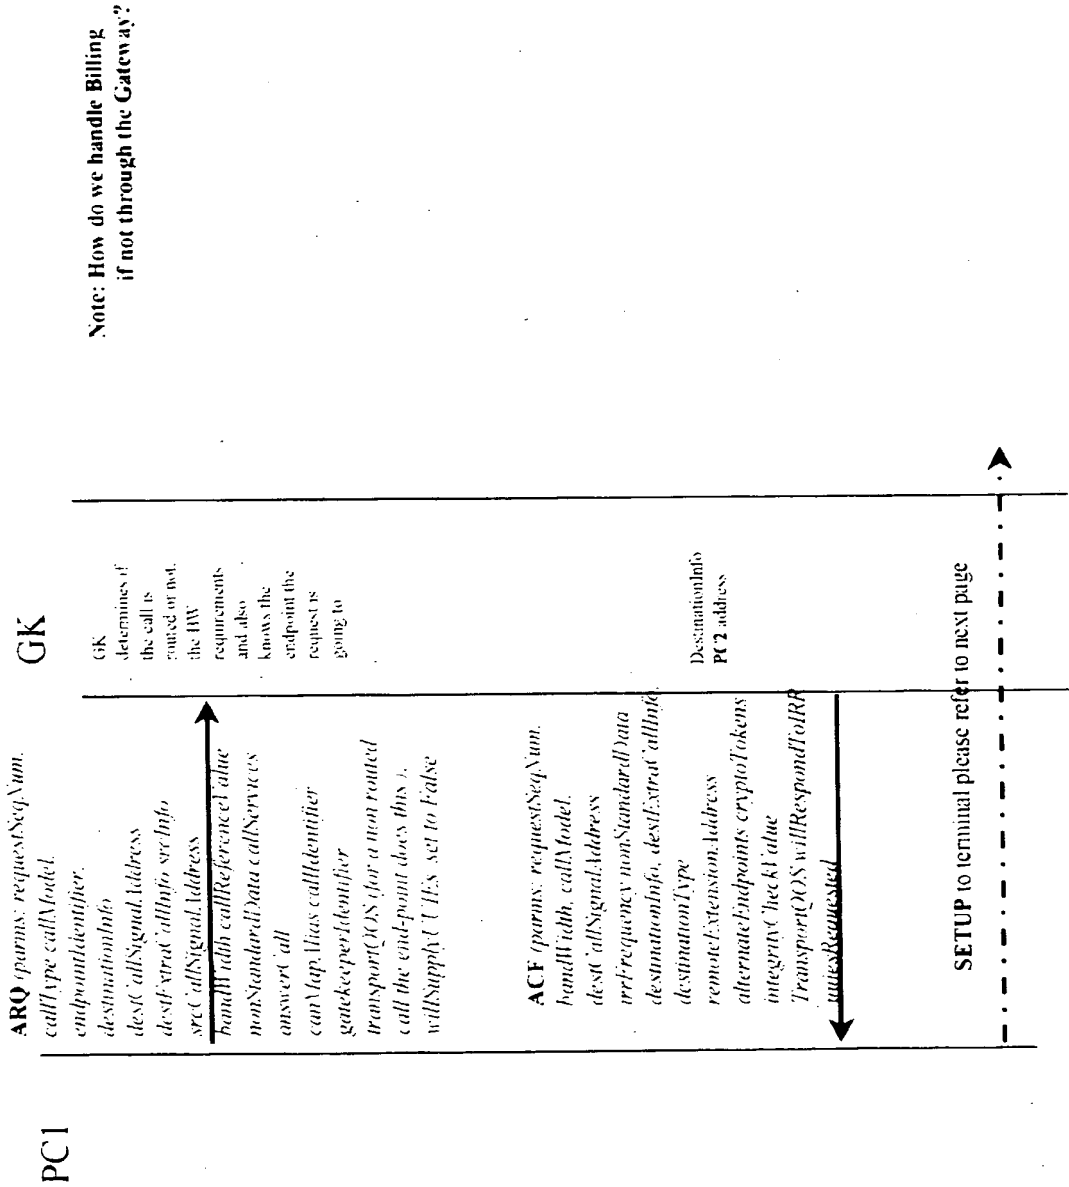 PC1
GK
Note: How do we handle Billing
if not through the Gateway?
ARQ (parms: requestSeqNum,
callType callModel,
endpointIdentifier,
destinationInfo
destCallSignalAddress
destExtraCallInfo srcInfo
srcCallSignalAddress
bandWidth callReferenceValue
nonStandardData callServices
answerCall
canMapAlias callIdentifier
gatekeeperIdentifier
transportQOS (for a non routed
call the end-point does this ),
willSupplyUUIEs set to False
GK
determines if
the call is
routed or not,
the BW
requirements
and also
knows the
endpoint the
request is
going to
ACF (parms: requestSeqNum,
bandWidth, callModel,
destCallSignalAddress
irrFrequency nonStandardData
destinationInfo, destExtraCallInfo,
destinationType
remoteExtensionAddress
alternateEndpoints cryptoTokens
integrityCheckValue
TransportQOS willRespondToIRR
uuiesRequested
DestinationInfo
PC2 address
SETUP to terminal please refer to next page